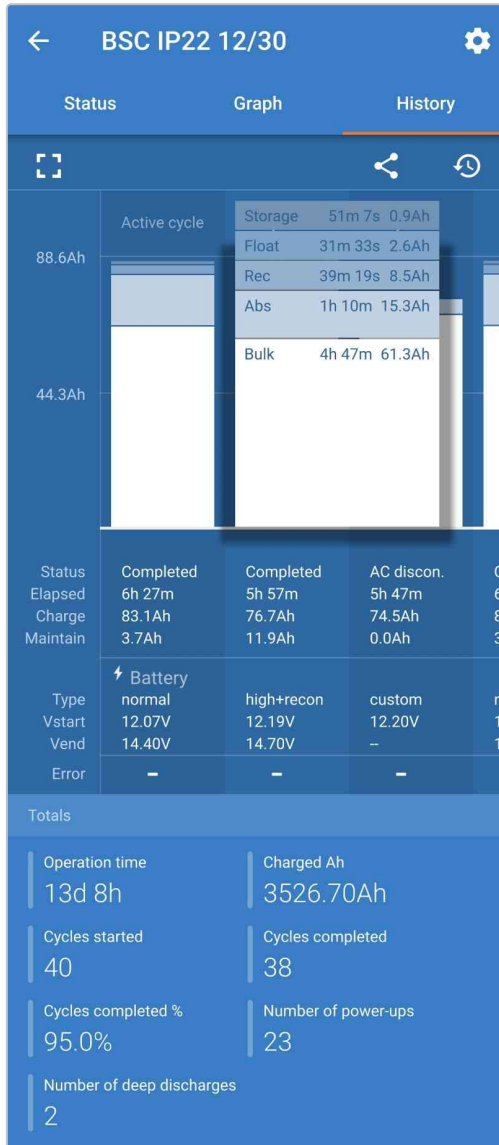 BSC IP22 12/30
Status Graph History
Active cycle
88.6Ah
44.3Ah
Storage 51m 7s 0.9Ah
Float 31m 33s 2.6Ah
Rec 39m 19s 8.5Ah
Abs 1h 10m 15.3Ah
Bulk 4h 47m 61.3Ah
Status Completed Completed AC discon.
Elapsed 6h 27m 5h 57m 5h 47m
Charge 83.1Ah 76.7Ah 74.5Ah
Maintain 3.7Ah 11.9Ah 0.0Ah
Battery
Type normal high+recon custom
Vstart 12.07V 12.19V 12.20V
Vend 14.40V 14.70V --
Error – – –
Totals
Operation time Charged Ah
13d 8h 3526.70Ah
Cycles started Cycles completed
40 38
Cycles completed % Number of power-ups
95.0% 23
Number of deep discharges
2